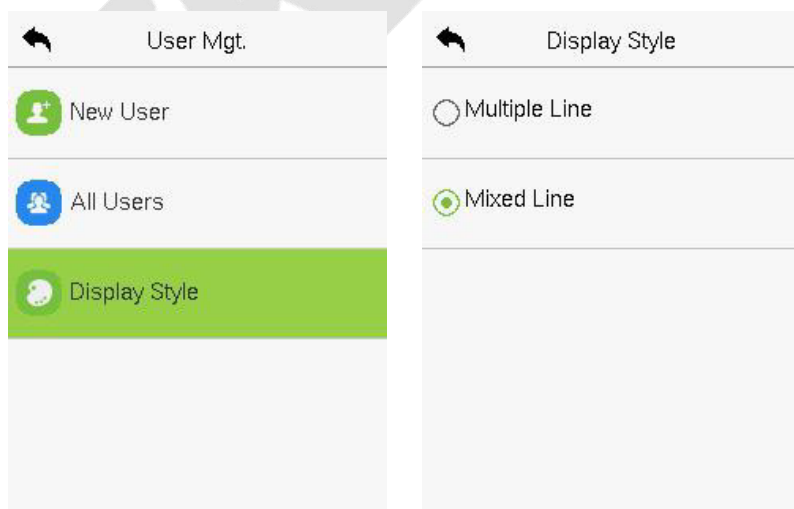 User Mgt.
New User
All Users
Display Style
Display Style
Multiple Line
Mixed Line